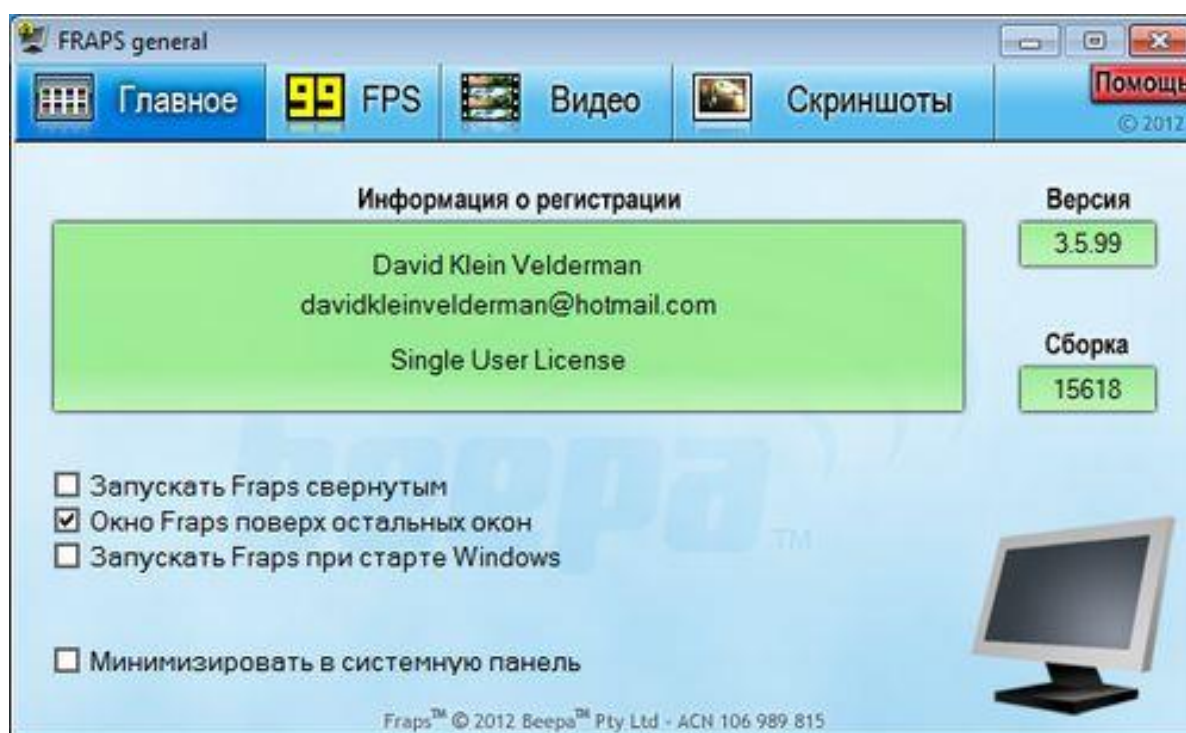 FRAPS general
Главное
99 FPS
Видео
Скриншоты
Помощь
© 2012
Информация о регистрации
David Klein Velderman
davidkleinvelderman@hotmail.com
Single User License
Версия
3.5.99
Сборка
15618
beepa TM
Запускать Fraps свернутым
Окно Fraps поверх остальных окон
Запускать Fraps при старте Windows
Минимизировать в системную панель
Fraps™ © 2012 Beepa™ Pty Ltd - ACN 106 989 815